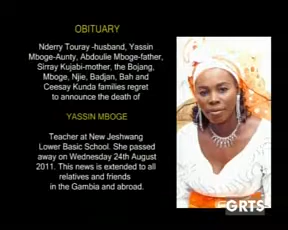 OBITUARY
Nderry Touray -husband, Yassin
Mboge-Aunty, Abdoulie Mboge-father,
Sirray Kujabi-mother, the Bojang,
Mboge, Njie, Badjan, Bah and
Ceesay Kunda families regret
to announce the death of
YASSIN MBOGE
Teacher at New Jeshwang
Lower Basic School. She passed
away on Wednesday 24th August
2011. This news is extended to all
relatives and friends
in the Gambia and abroad.
GRTS